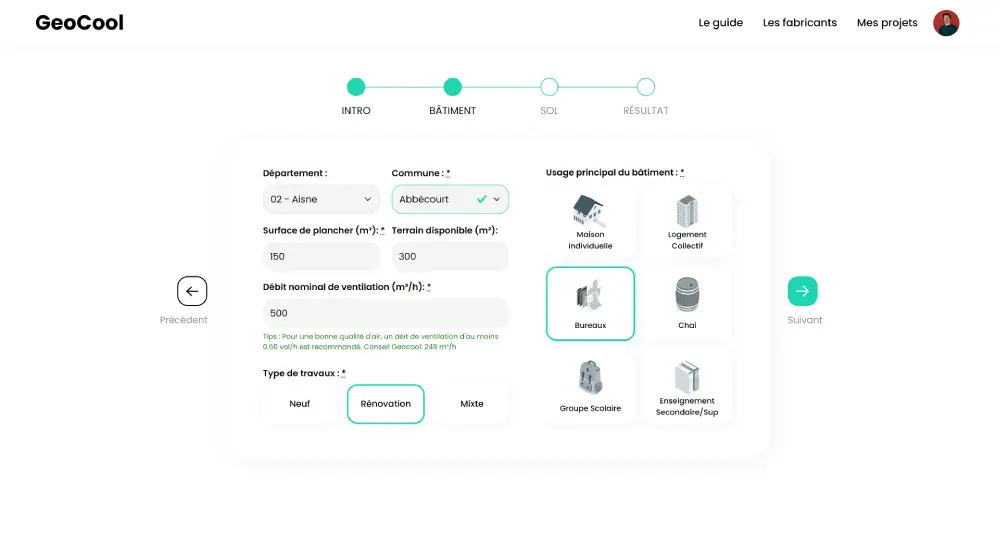 GeoCool
Le guide
Les fabricants
Mes projets
INTRO
BÂTIMENT
SOL
RÉSULTAT
Département :
Commune : *
02 - Aisne
Abbécourt
Surface de plancher (m²): *
Terrain disponible (m²):
150
300
Débit nominal de ventilation (m³/h): *
500
Tips : Pour une bonne qualité d'air, un déit de ventilation d'au moins
0.60 vol/h est recommandé. Conseil Geocool: 248 m³/h
Type de travaux : *
Neuf
Rénovation
Mixte
Usage principal du bâtiment : *
Maison
individuelle
Logement
Collectif
Bureaux
Chai
Groupe Scolaire
Enseignement
Secondaire/Sup
Précédent
Suivant